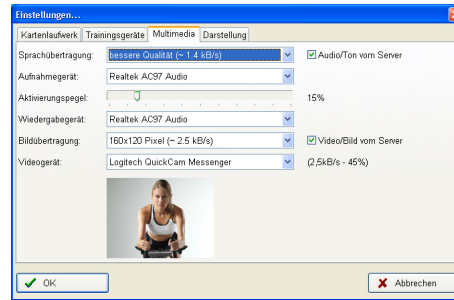 Einstellungen...
Kartenlaufwerk Trainingsgeräte Multimedia Darstellung
Sprachübertragung: bessere Qualität (~ 1.4 kB/s) Audio/Ton vom Server
Aufnahmegerät: Realtek AC97 Audio
Aktivierungspegel: 15%
Wiedergabegerät: Realtek AC97 Audio
Bildübertragung: 160x120 Pixel (~ 2.5 kB/s) Video/Bild vom Server
Videogerät: Logitech QuickCam Messenger (2,5kB/s - 45%)
OK Abbrechen